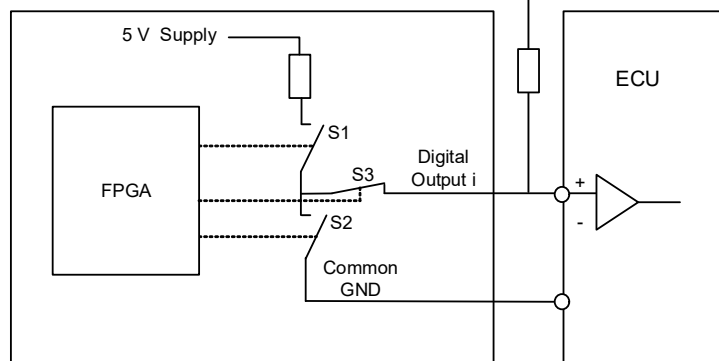 5 V Supply
ECU
S1
Digital
Output i
S3
FPGA
+
-
S2
Common
GND